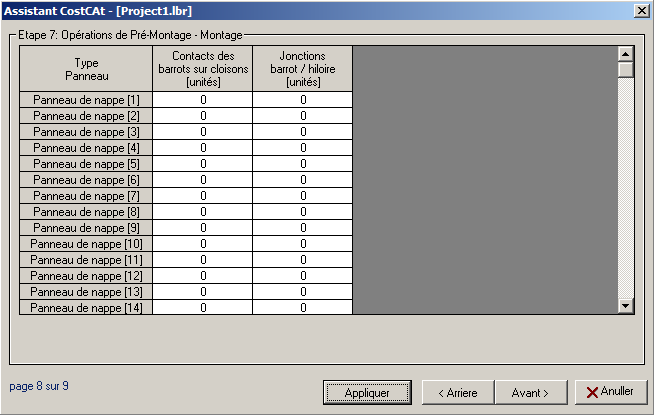 Assistant CostCAt - [Project1.lbr]
Etape 7: Opérations de Pré-Montage - Montage
Type Panneau
Contacts des barrots sur cloisons [unités]
Jonctions barrot / hiloire [unités]
Panneau de nappe [1] 0 0
Panneau de nappe [2] 0 0
Panneau de nappe [3] 0 0
Panneau de nappe [4] 0 0
Panneau de nappe [5] 0 0
Panneau de nappe [6] 0 0
Panneau de nappe [7] 0 0
Panneau de nappe [8] 0 0
Panneau de nappe [9] 0 0
Panneau de nappe [10] 0 0
Panneau de nappe [11] 0 0
Panneau de nappe [12] 0 0
Panneau de nappe [13] 0 0
Panneau de nappe [14] 0 0
page 8 sur 9
Appliquer
< Arriere
Avant >
Anuller